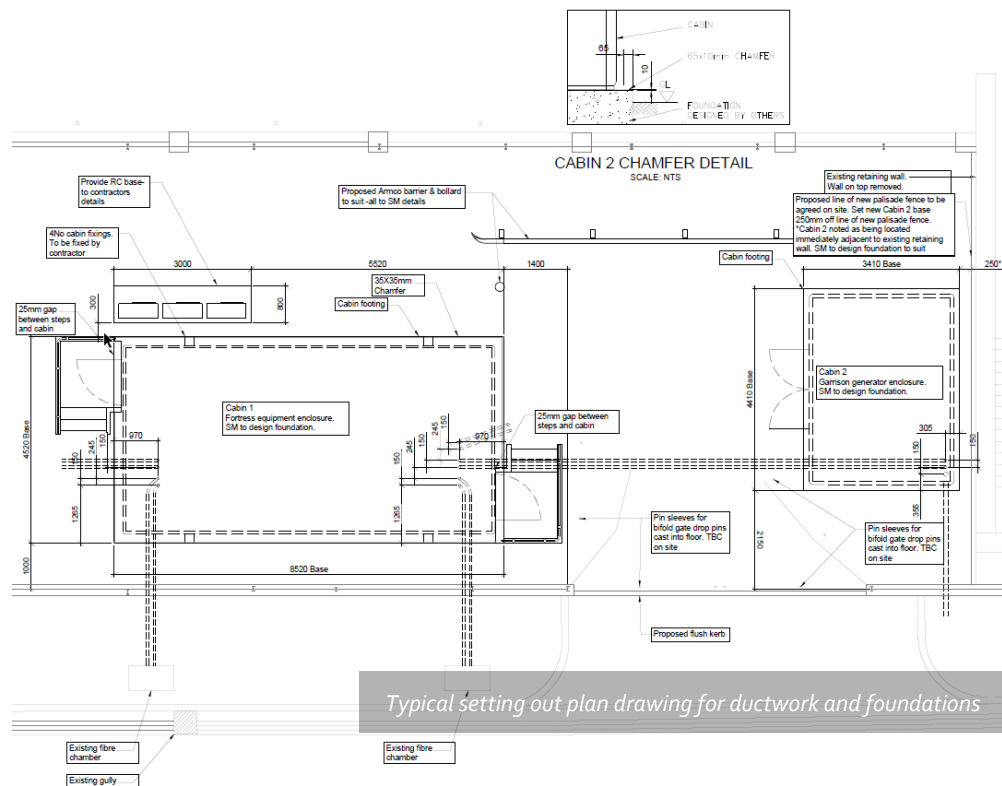 CABIN
65
65x10mm CHAMFER
10
GL
FOUNDATION
DESIGNED BY OTHERS
CABIN 2 CHAMFER DETAIL
SCALE: NTS
Provide RC base
to contractors
details
4No cabin fixings.
To be fixed by
contractor
Proposed Armco barrier & bollard
to suit -all to SM details
Existing retaining wall.
Wall on top removed.
Proposed line of new palisade fence to be
agreed on site. Set new Cabin 2 base
250mm off line of new palisade fence.
*Cabin 2 noted as being located
immediately adjacent to existing retaining
wall. SM to design foundation to suit
Cabin footing
3000
5520
1400
3410 Base
250*
35X35mm
Chamfer
Cabin footing
300
800
25mm gap
between steps
and cabin
Cabin 1
Fortress equipment enclosure.
SM to design foundation.
Cabin 2
Garrison generator enclosure.
SM to design foundation.
25mm gap between
steps and cabin
4520 Base
4410 Base
970
150
245
150
1265
970
150
245
150
1265
305
150
150
355
1000
8520 Base
2150
Pin sleeves for
bifold gate drop pins
cast into floor. TBC
on site
Pin sleeves for
bifold gate drop pins
cast into floor. TBC
on site
Proposed flush kerb
Typical setting out plan drawing for ductwork and foundations
Existing fibre
chamber
Existing fibre
chamber
Existing gully